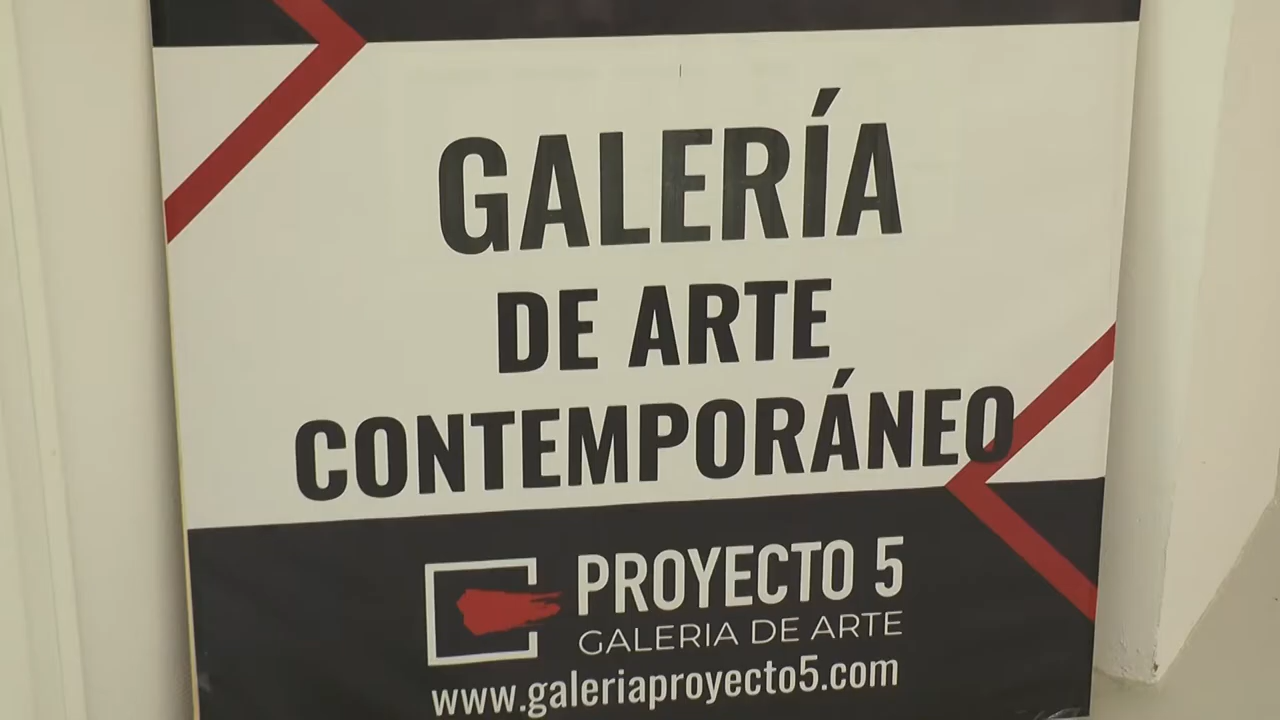 GALERÍA
DE ARTE
CONTEMPORÁNEO
PROYECTO 5
GALERIA DE ARTE
www.galeriaproyecto5.com